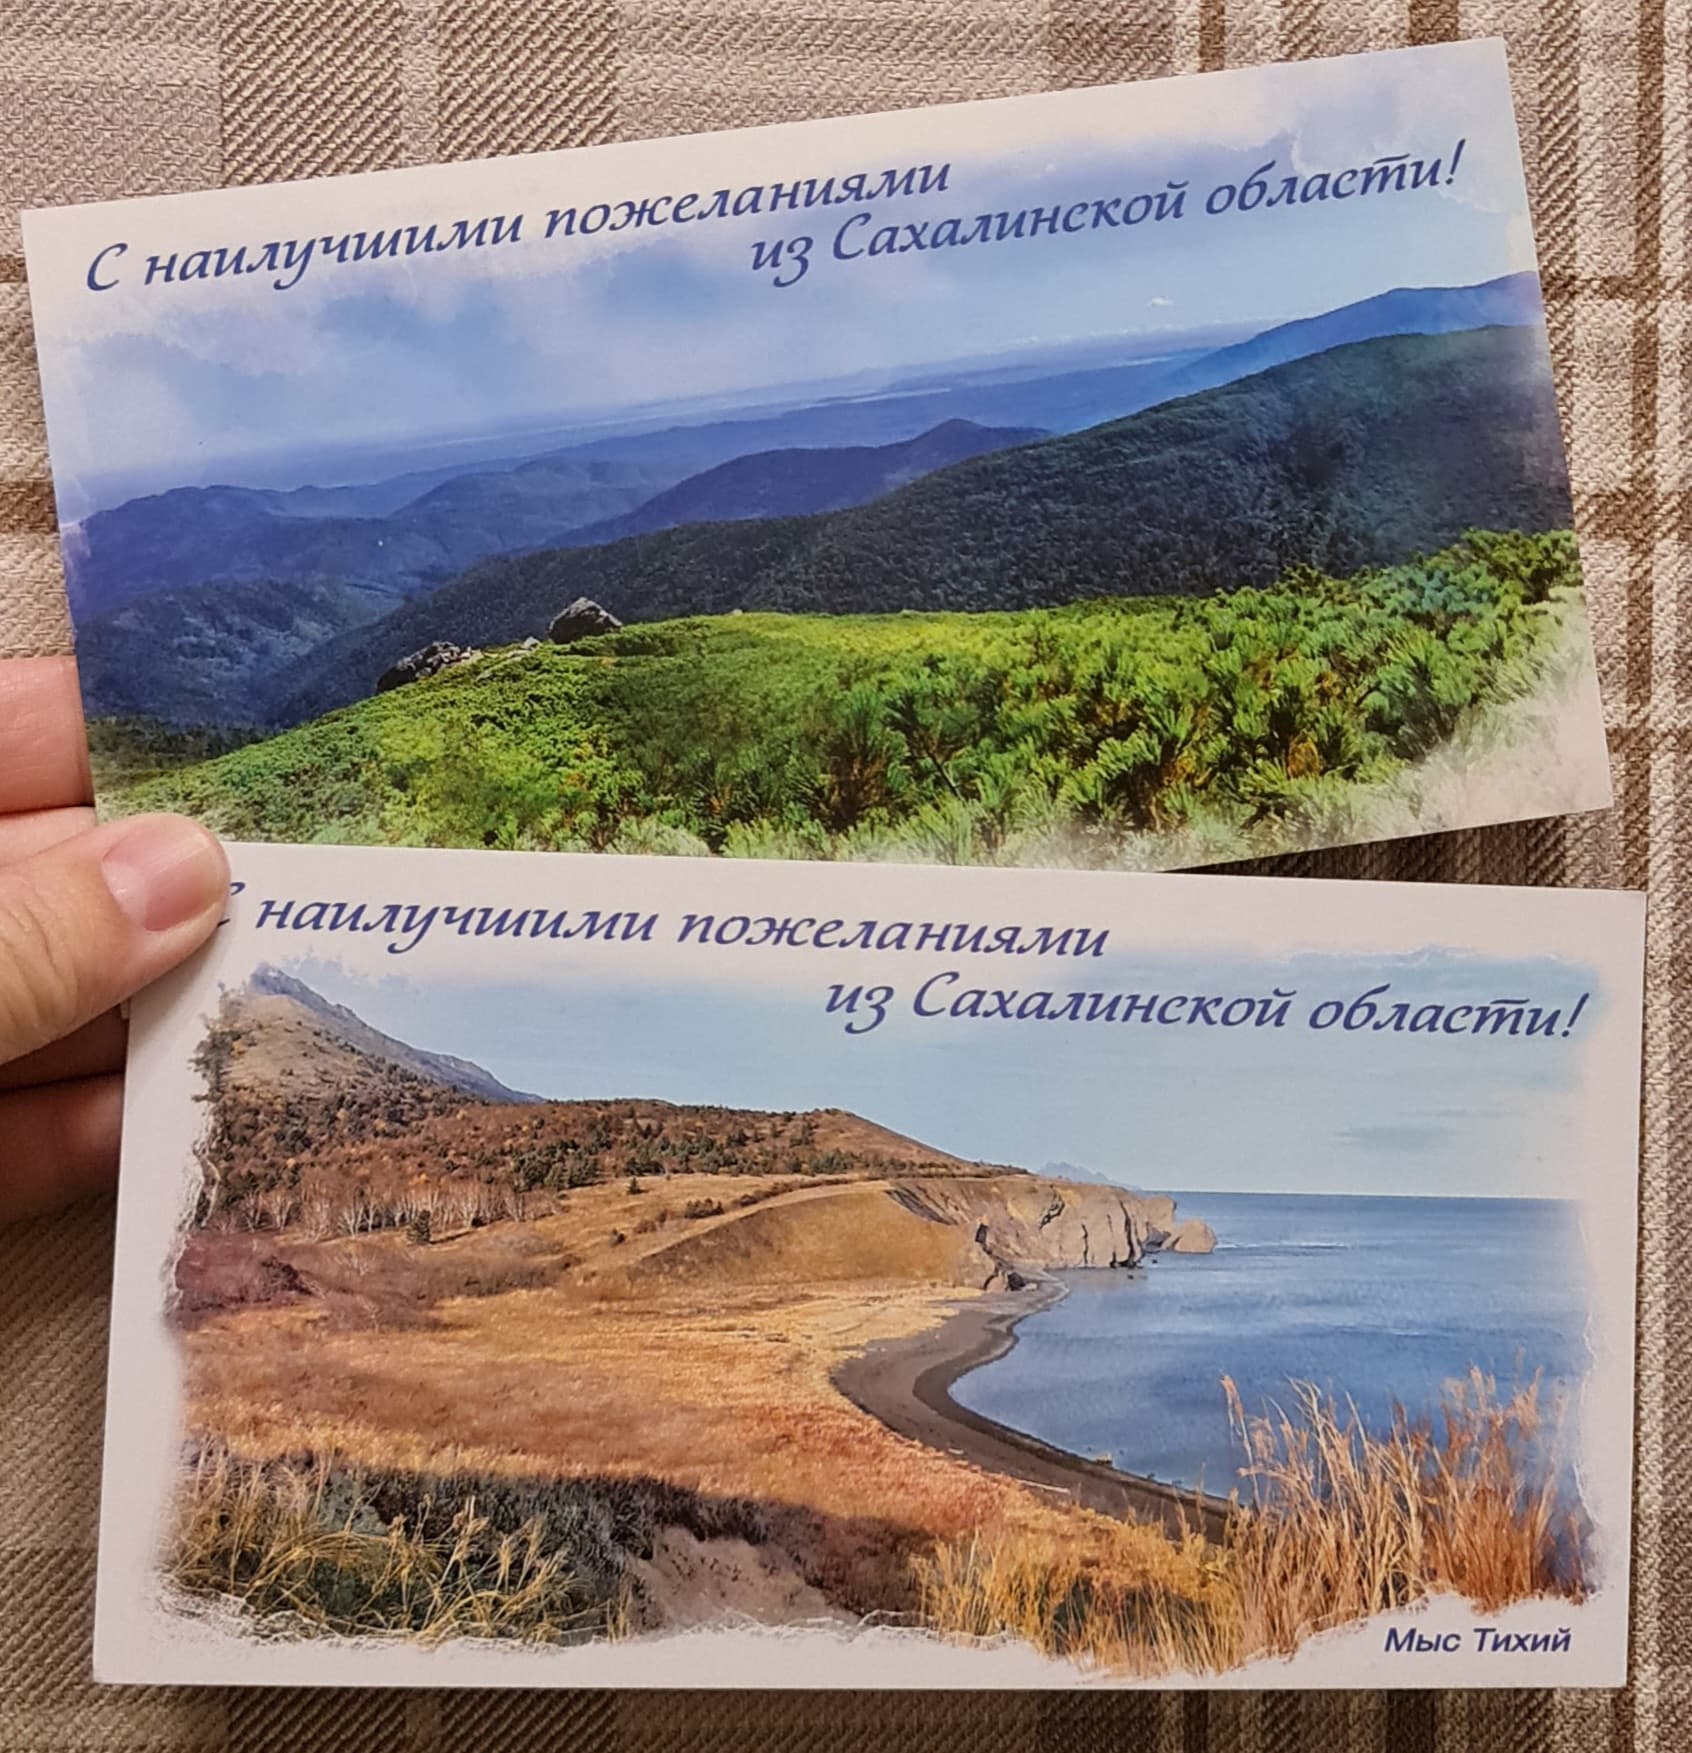 С наилучшими пожеланиями
из Сахалинской области!
С наилучшими пожеланиями
из Сахалинской области!
Мыс Тихий